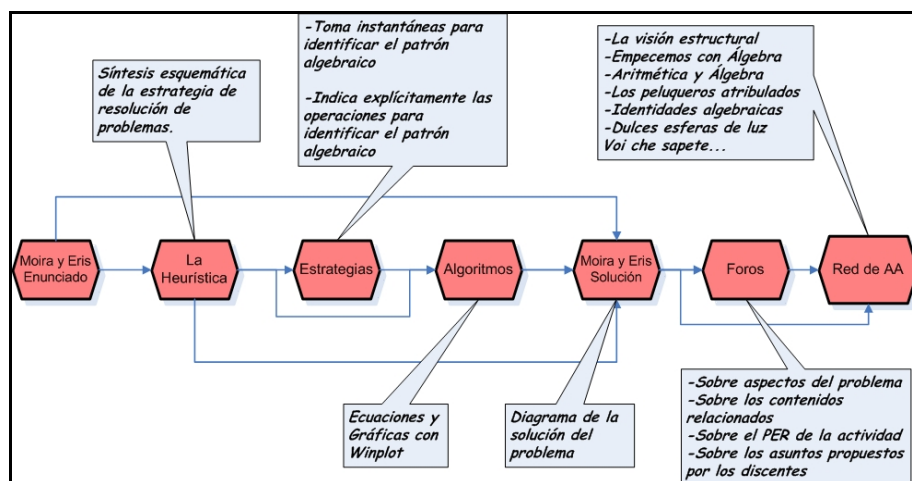 Síntesis esquemática
de la estrategia de
resolución de
problemas.
-Toma instantáneas para
identificar el patrón
algebraico
-Indica explícitamente las
operaciones para
identificar el patrón
algebraico
-La visión estructural
-Empecemos con Álgebra
-Aritmética y Álgebra
-Los peluqueros atribulados
-Identidades algebraicas
-Dulces esferas de luz
Voi che sapete...
Moira y Eris
Enunciado
La
Heurística
Estrategias
Algoritmos
Moira y Eris
Solución
Foros
Red de AA
Ecuaciones y
Gráficas con
Winplot
Diagrama de la
solución del
problema
-Sobre aspectos del problema
-Sobre los contenidos
relacionados
-Sobre el PER de la actividad
-Sobre los asuntos propuestos
por los discentes